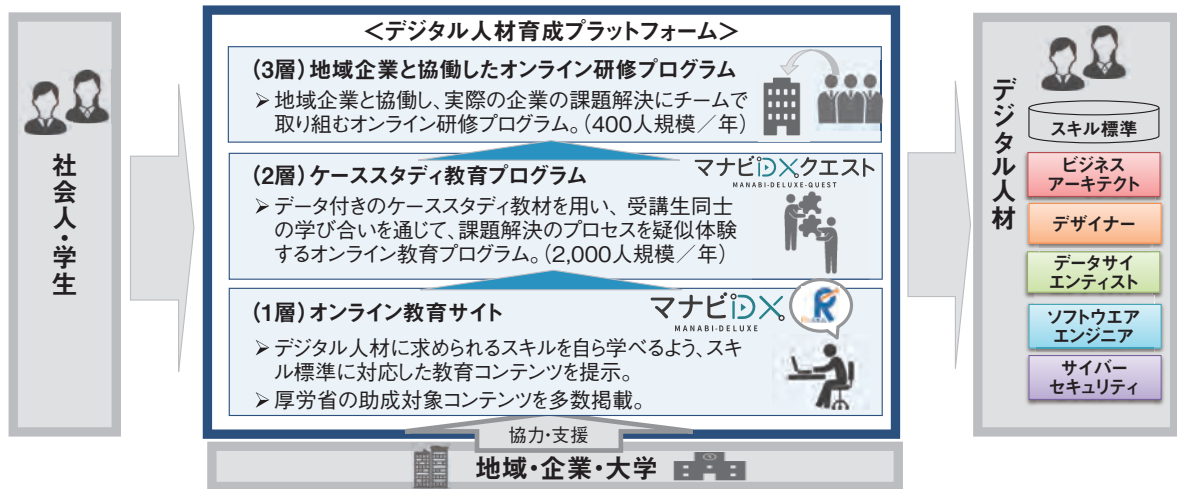 社会人・学生
<デジタル人材育成プラットフォーム>
(3層)地域企業と協働したオンライン研修プログラム
➢地域企業と協働し、実際の企業の課題解決にチームで
取り組むオンライン研修プログラム。(400人規模/年)
(2層)ケーススタディ教育プログラム
マナビDXクエスト
MANABI-DELUXE-QUEST
➢データ付きのケーススタディ教材を用い、受講生同士
の学び合いを通じて、課題解決のプロセスを疑似体験
するオンライン教育プログラム。(2,000人規模/年)
(1層)オンライン教育サイト
マナビDX
MANABI-DELUXE
➢デジタル人材に求められるスキルを自ら学べるよう、スキ
ル標準に対応した教育コンテンツを提示。
➢厚労省の助成対象コンテンツを多数掲載。
協力・支援
地域・企業・大学
デジタル人材
スキル標準
ビジネス
アーキテクト
デザイナー
データサイ
エンティスト
ソフトウエア
エンジニア
サイバー
セキュリティ